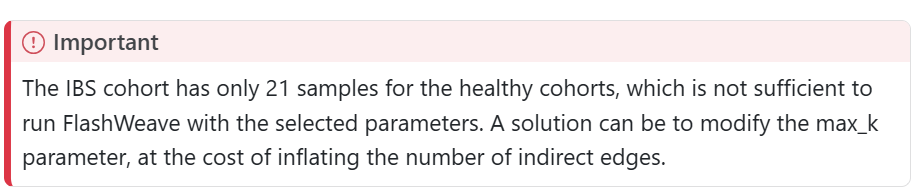 Important
The IBS cohort has only 21 samples for the healthy cohorts, which is not sufficient to
run FlashWeave with the selected parameters. A solution can be to modify the max_k
parameter, at the cost of inflating the number of indirect edges.